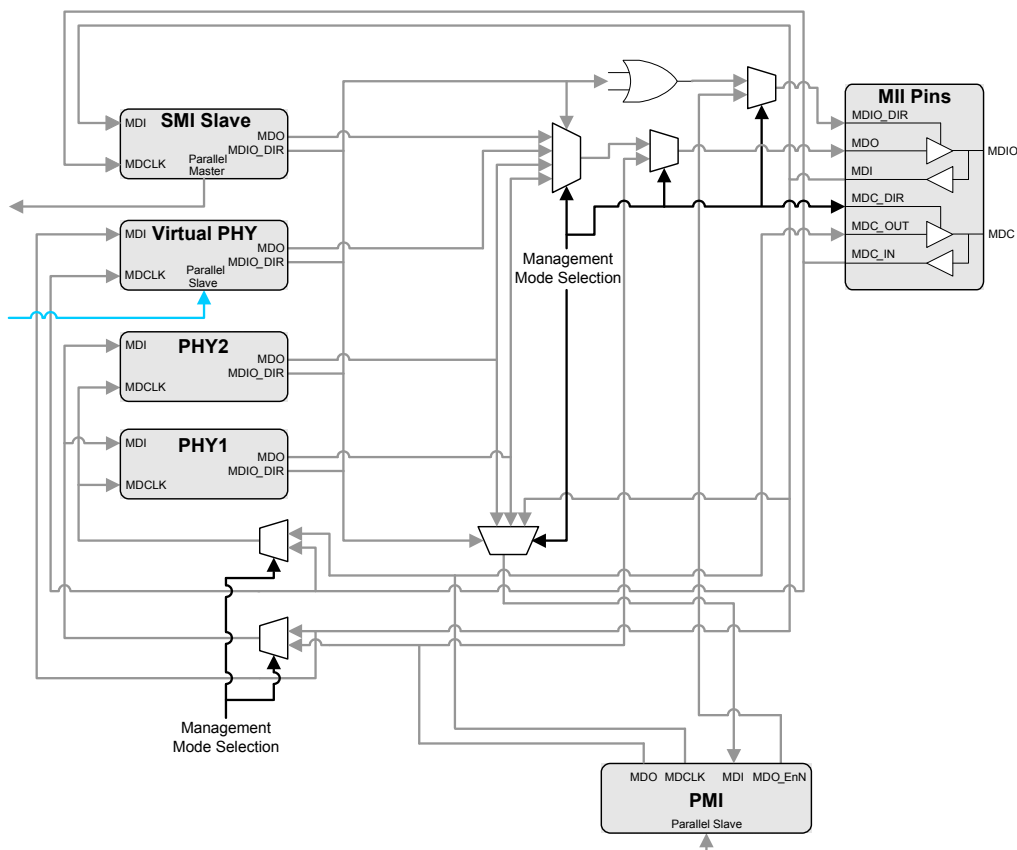 SMI Slave
MDI
MDCLK
MDO
MDIO_DIR
Parallel
Master
Virtual PHY
MDI
MDCLK
MDO
MDIO_DIR
Parallel
Slave
PHY2
MDI
MDCLK
MDO
MDIO_DIR
PHY1
MDI
MDCLK
MDO
MDIO_DIR
Management
Mode Selection
MII Pins
MDIO_DIR
MDO
MDI
MDC_DIR
MDC_OUT
MDC_IN
MDIO
MDC
Management
Mode Selection
MDO MDCLK MDI MDO_EnN
PMI
Parallel Slave